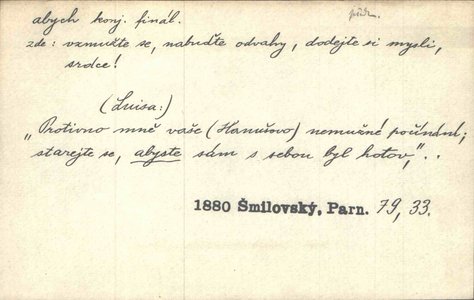 abych konj. finál.
zde: vzmužte se, nabuďte odvahy, dodejte si mysli,
srdce!
(Luisa:)
„Protivno mně vaše (Hanušovo) nemužné počínání;
starejte se, abyste sám s sebou byl hotov," . .
1880 Šmilovský, Parn. 79, 33.